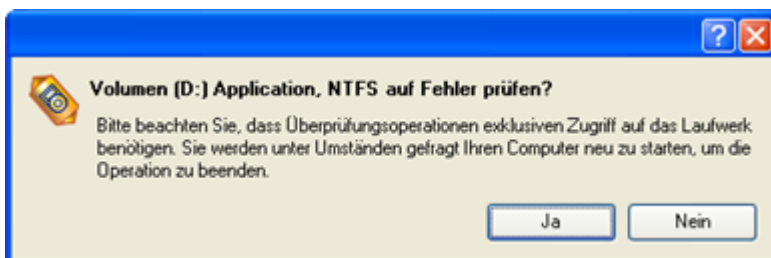 Volumen (D:) Application, NTFS auf Fehler prüfen?
Bitte beachten Sie, dass Überprüfungsoperationen exklusiven Zugriff auf das Laufwerk
benötigen. Sie werden unter Umständen gefragt Ihren Computer neu zu starten, um die
Operation zu beenden.
Ja Nein